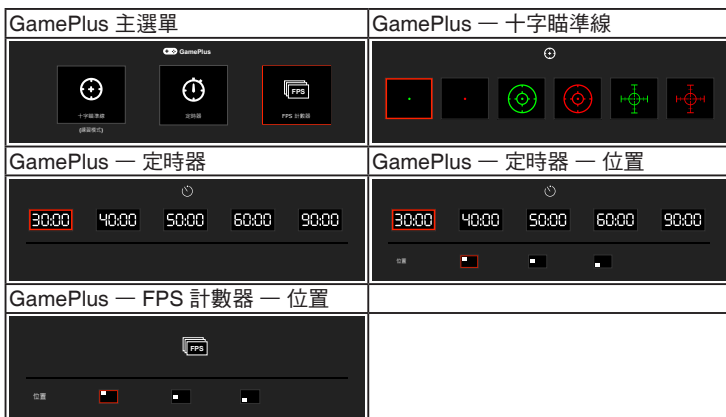 GamePlus 主選單
GamePlus — 十字瞄準線
GamePlus
十字瞄準線
(練習模式)
定時器
FPS
FPS 計數器
GamePlus — 定時器
GamePlus — 定時器 — 位置
30:00 40:00 50:00 60:00 90:00
30:00 40:00 50:00 60:00 90:00
位置
GamePlus — FPS 計數器 — 位置
FPS
位置